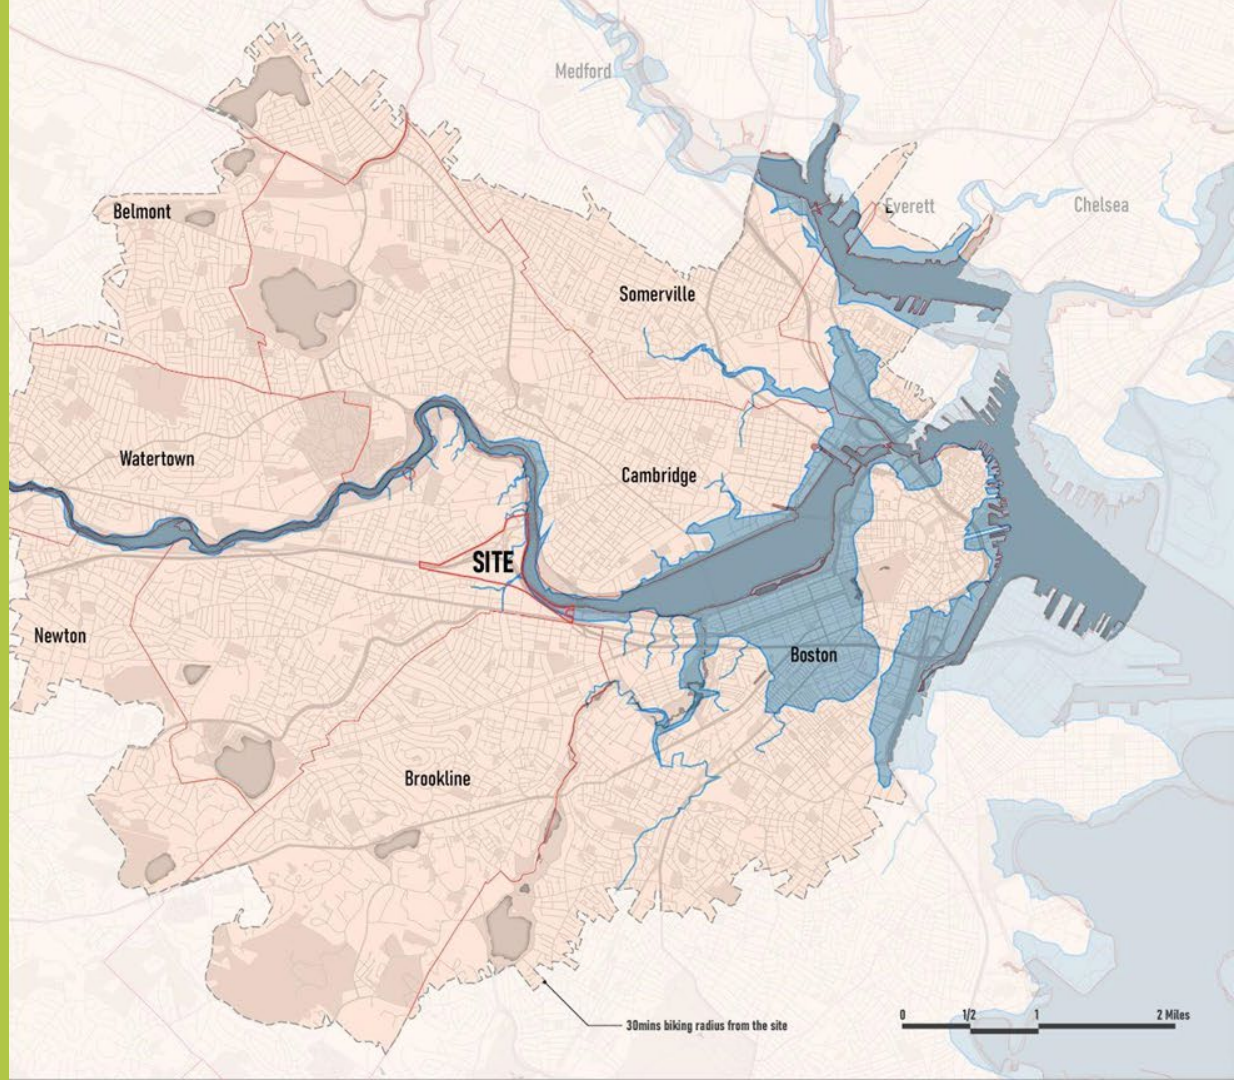 Medford
Belmont
Everett
Chelsea
Somerville
Watertown
Cambridge
SITE
Newton
Boston
Brookline
30mins biking radius from the site
0 1/2 1 2 Miles